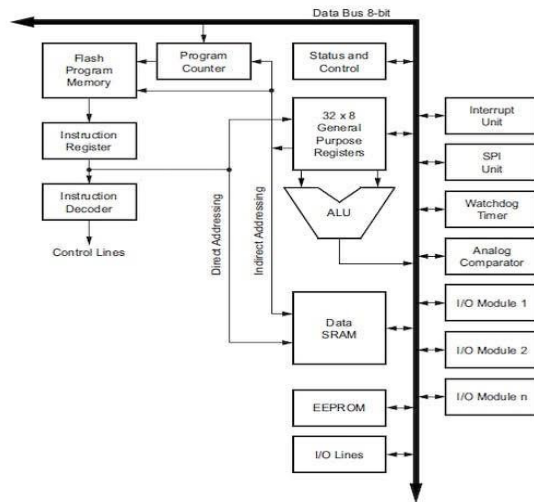 Data Bus 8-bit
Flash
Program
Memory
Program
Counter
Status and
Control
Instruction
Register
32 x 8
General
Purpose
Registers
Interrupt
Unit
SPI
Unit
Instruction
Decoder
ALU
Watchdog
Timer
Control Lines
Direct Addressing
Indirect Addressing
Analog
Comparator
Data
SRAM
I/O Module 1
I/O Module 2
I/O Module n
EEPROM
I/O Lines